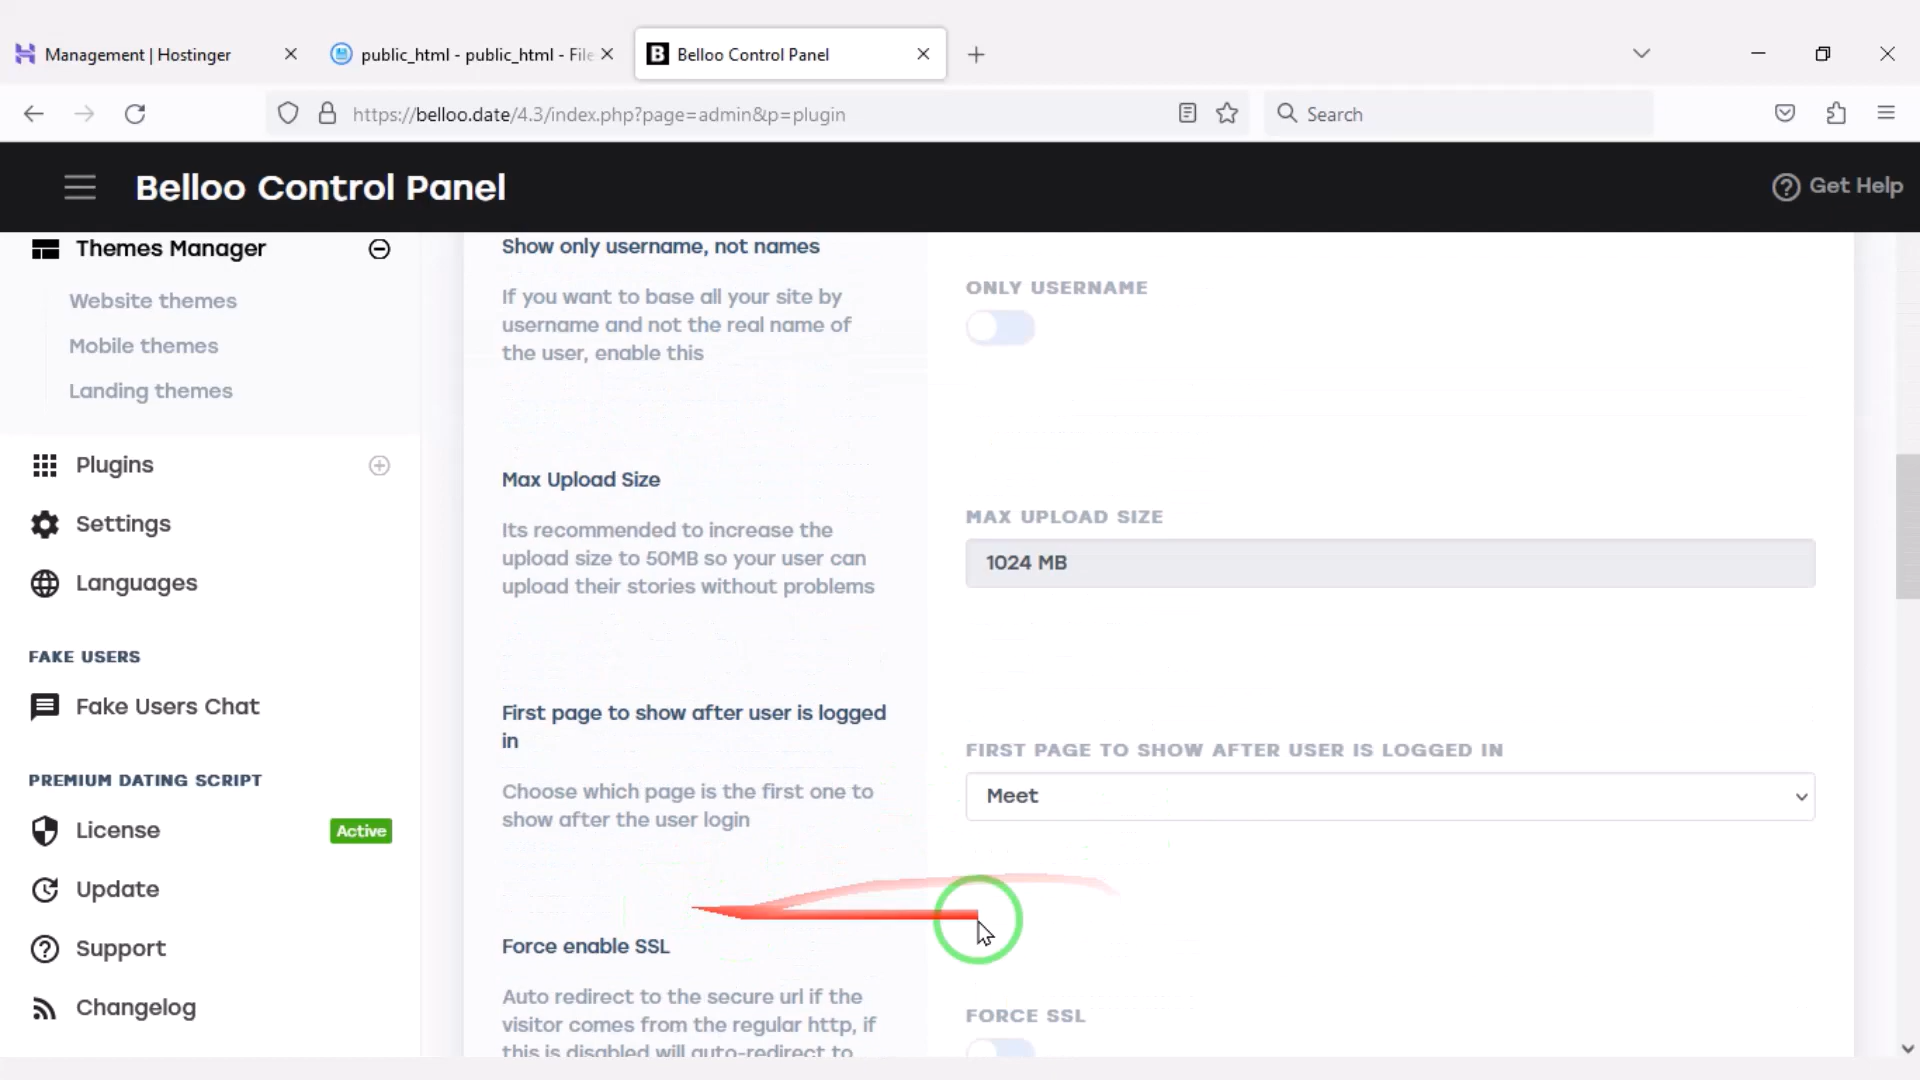 Management | Hostinger
public_html - public_html - File
B Belloo Control Panel
https://belloo.date/4.3/index.php?page=admin&p=plugin
Search
Belloo Control Panel
Get Help
Themes Manager
Website themes
Mobile themes
Landing themes
Plugins
Settings
Languages
FAKE USERS
Fake Users Chat
PREMIUM DATING SCRIPT
License
Active
Update
Support
Changelog
Show only username, not names
If you want to base all your site by
username and not the real name of
the user, enable this
ONLY USERNAME
Max Upload Size
Its recommended to increase the
upload size to 50MB so your user can
upload their stories without problems
MAX UPLOAD SIZE
1024 MB
First page to show after user is logged
in
Choose which page is the first one to
show after the user login
FIRST PAGE TO SHOW AFTER USER IS LOGGED IN
Meet
Force enable SSL
Auto redirect to the secure url if the
visitor comes from the regular http, if
this is disabled will auto-redirect to
FORCE SSL